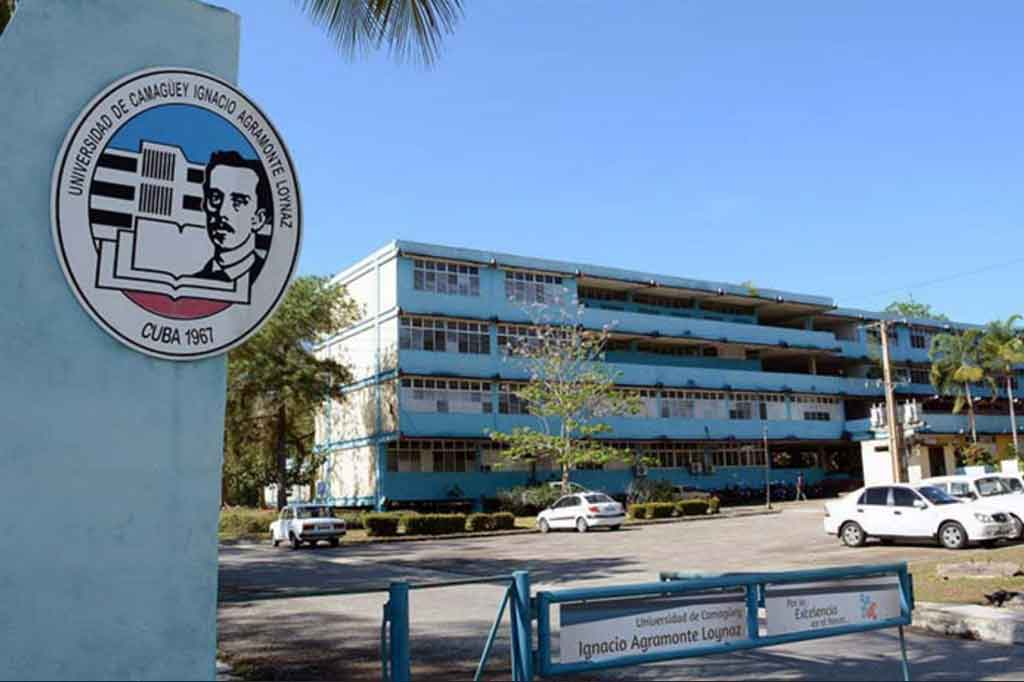 UNIVERSIDAD DE CAMAGÜEY IGNACIO AGRAMONTE LOYNAZ
CUBA 1967
Universidad de Camagüey
Ignacio Agramonte Loynaz
Por la
Excelencia